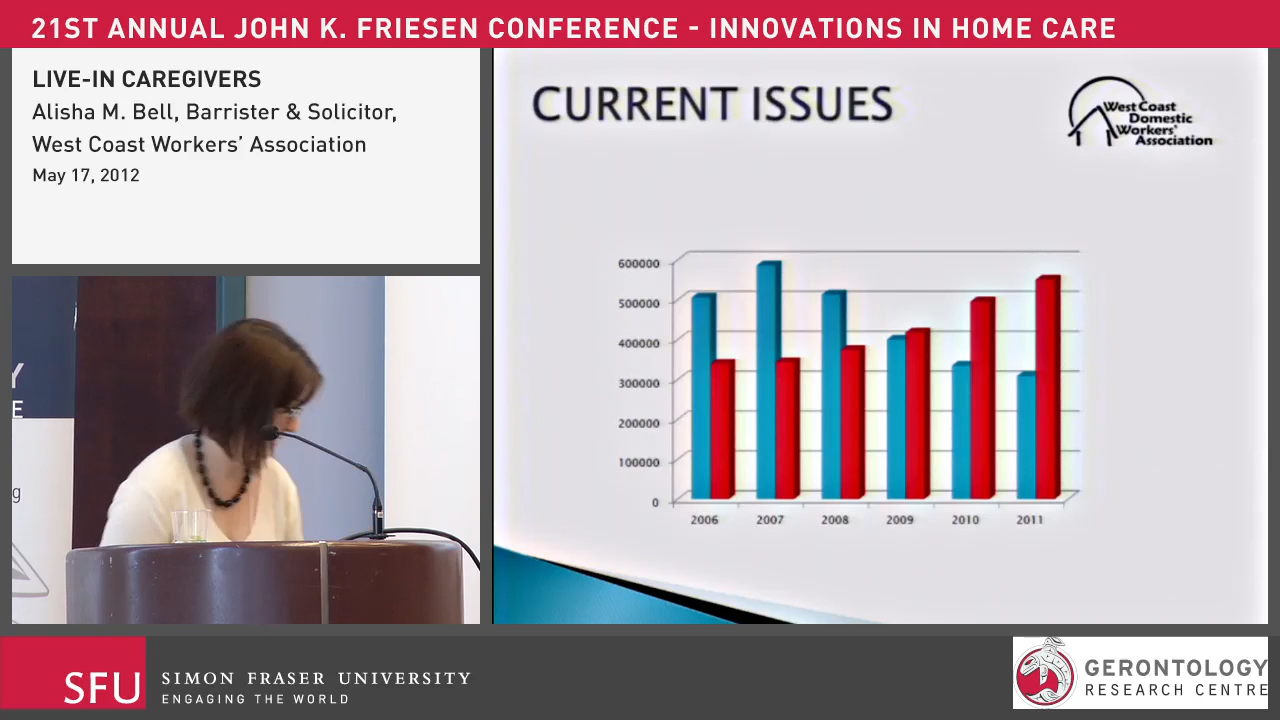 21ST ANNUAL JOHN K. FRIESEN CONFERENCE - INNOVATIONS IN HOME CARE
LIVE-IN CAREGIVERS
Alisha M. Bell, Barrister & Solicitor,
West Coast Workers’ Association
May 17, 2012
CURRENT ISSUES
West Coast
Domestic
Workers'
Association
600000
500000
400000
300000
200000
100000
0
2006 2007 2008 2009 2010 2011
Y
E
g
SFU
SIMON FRASER UNIVERSITY
ENGAGING THE WORLD
GERONTOLOGY
RESEARCH CENTRE